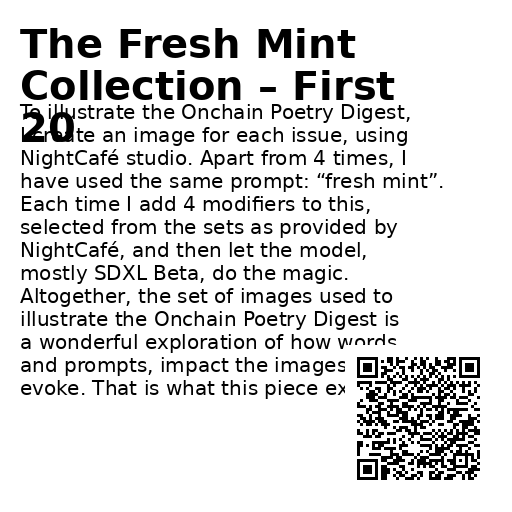 The Fresh Mint
Collection – First
20
To illustrate the Onchain Poetry Digest,
I create an image for each issue, using
NightCafé studio. Apart from 4 times, I
have used the same prompt: “fresh mint”.
Each time I add 4 modifiers to this,
selected from the sets as provided by
NightCafé, and then let the model,
mostly SDXL Beta, do the magic.
Altogether, the set of images used to
illustrate the Onchain Poetry Digest is
a wonderful exploration of how words
and prompts, impact the images
evoke. That is what this piece ex